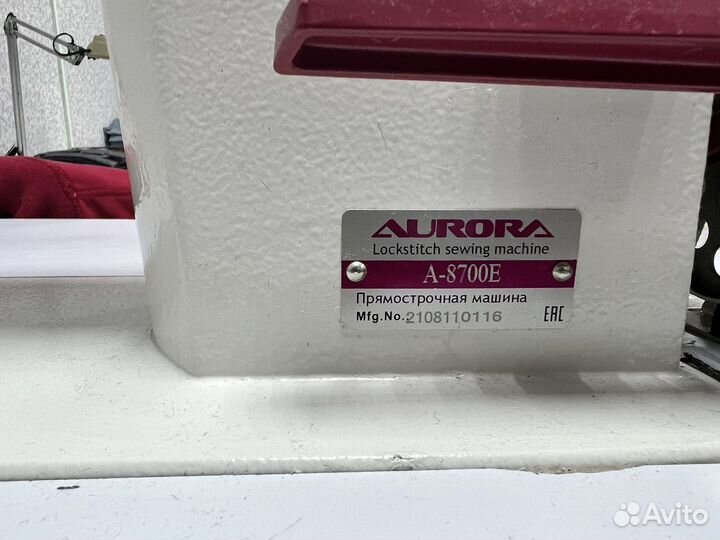 AURORA
Lockstitch sewing machine
A-8700E
Прямострочная машина
Mfg.No. 2108110116 EAC
Avito